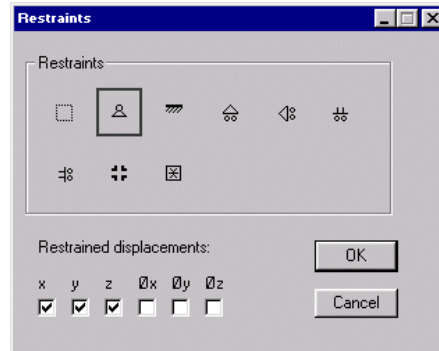 Restraints
Restraints
Restrained displacements:
x y z Øx Øy Øz
OK
Cancel